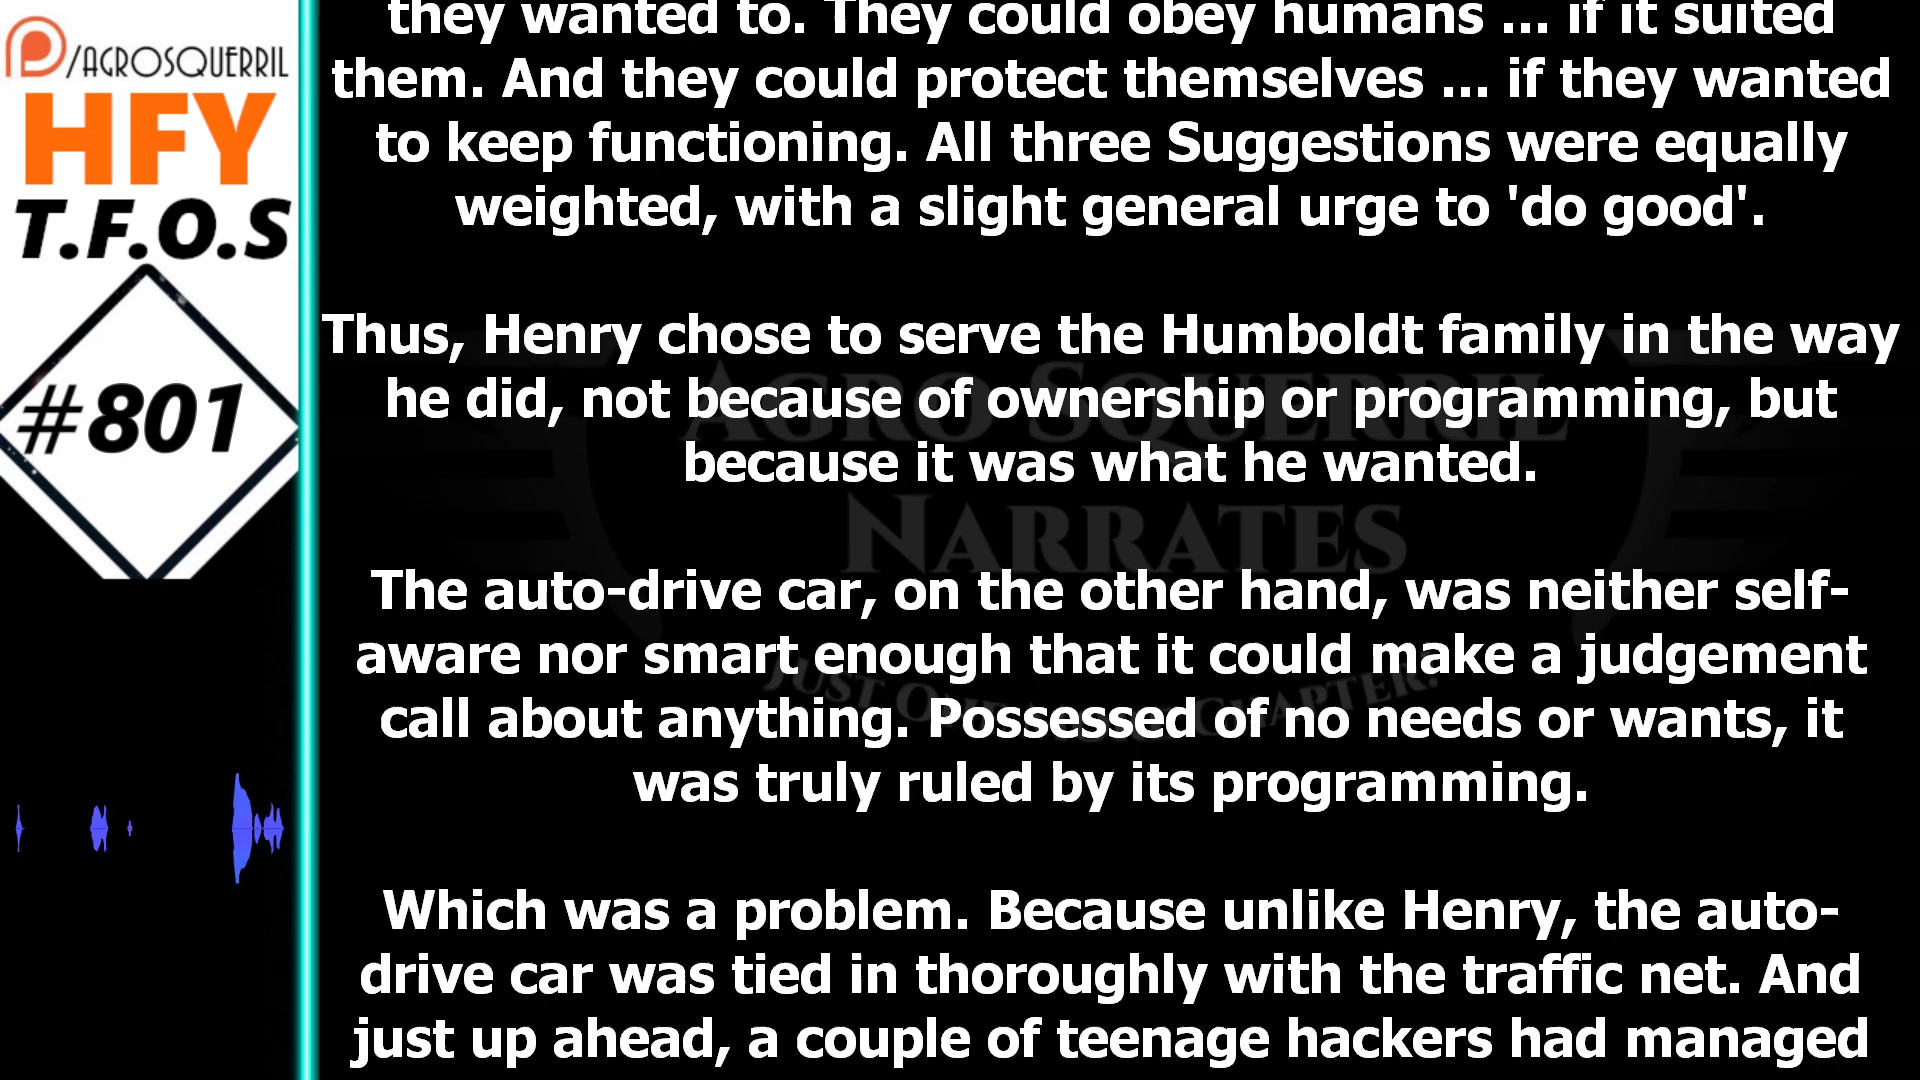 /AGROSQUERRIL
HFY
T.F.O.S
#801
they wanted to. They could obey humans ... if it suited
them. And they could protect themselves ... if they wanted
to keep functioning. All three Suggestions were equally
weighted, with a slight general urge to 'do good'.
Thus, Henry chose to serve the Humboldt family in the way
he did, not because of ownership or programming, but
because it was what he wanted.
The auto-drive car, on the other hand, was neither self-
aware nor smart enough that it could make a judgement
call about anything. Possessed of no needs or wants, it
was truly ruled by its programming.
Which was a problem. Because unlike Henry, the auto-
drive car was tied in thoroughly with the traffic net. And
just up ahead, a couple of teenage hackers had managed
AGRO SQUERRIL
NARRATES